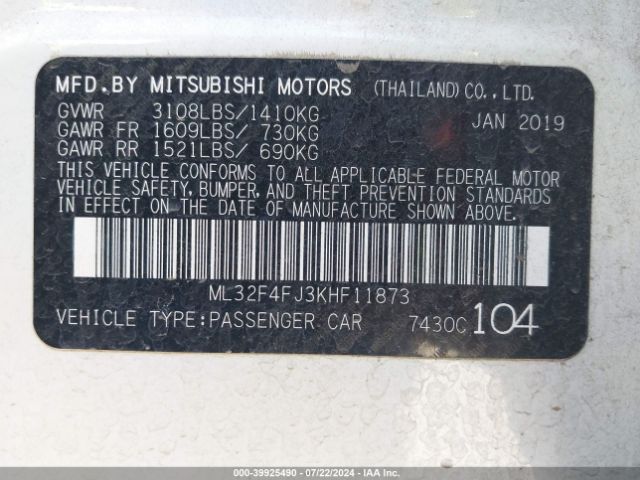 MFD. BY MITSUBISHI MOTORS (THAILAND) CO., LTD.
GVWR 3108LBS/1410KG JAN 2019
GAWR FR 1609LBS/ 730KG
GAWR RR 1521LBS/ 690KG
THIS VEHICLE CONFORMS TO ALL APPLICABLE FEDERAL MOTOR
VEHICLE SAFETY, BUMPER, AND THEFT PREVENTION STANDARDS
IN EFFECT ON THE DATE OF MANUFACTURE SHOWN ABOVE.
ML32F4FJ3KHF11873
VEHICLE TYPE:PASSENGER CAR 7430C 104
000-39925490 - 07/22/2024 - IAA Inc.